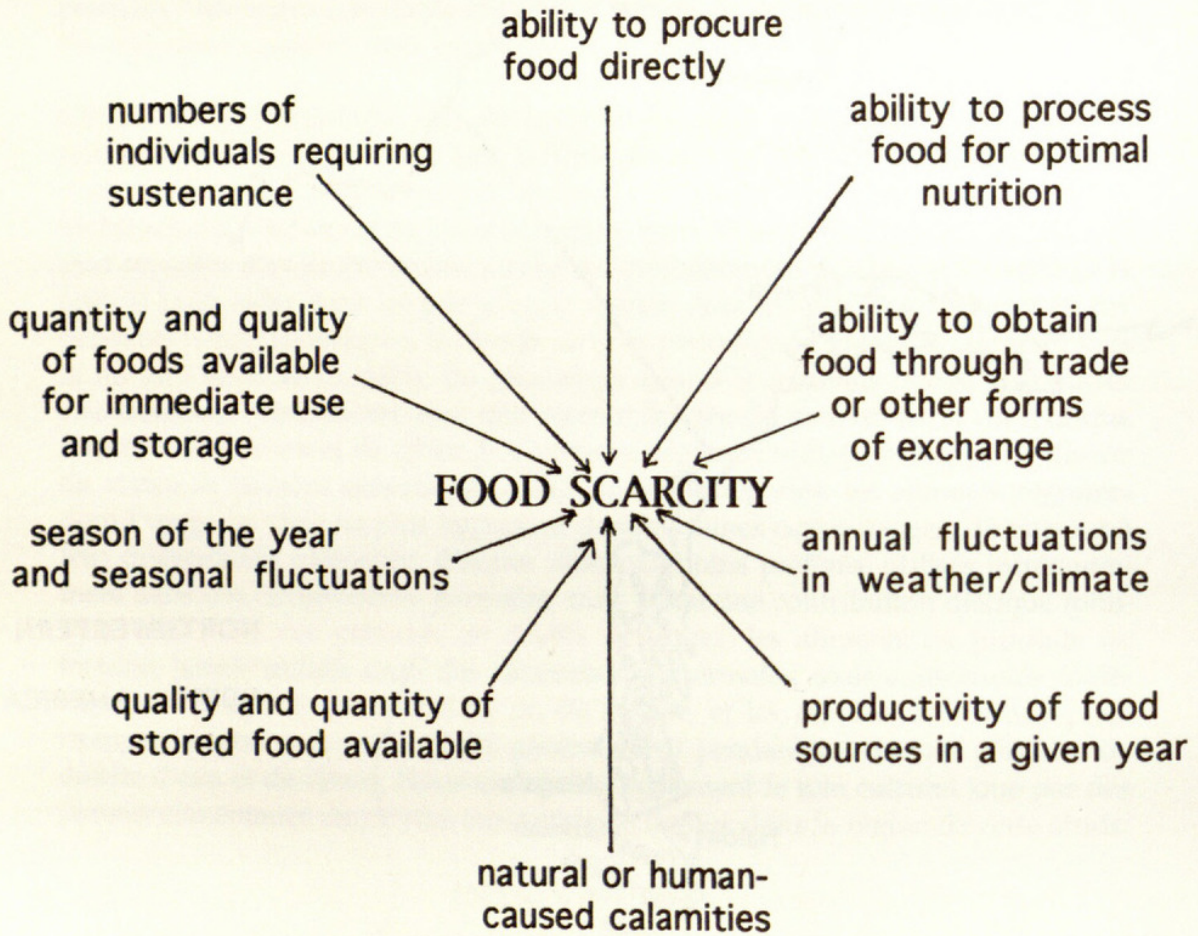 ability to procure
food directly
numbers of
individuals requiring
sustenance
ability to process
food for optimal
nutrition
quantity and quality
of foods available
for immediate use
and storage
ability to obtain
food through trade
or other forms
of exchange
FOOD SCARCITY
season of the year
and seasonal fluctuations
annual fluctuations
in weather/climate
quality and quantity of
stored food available
productivity of food
sources in a given year
natural or human-
caused calamities